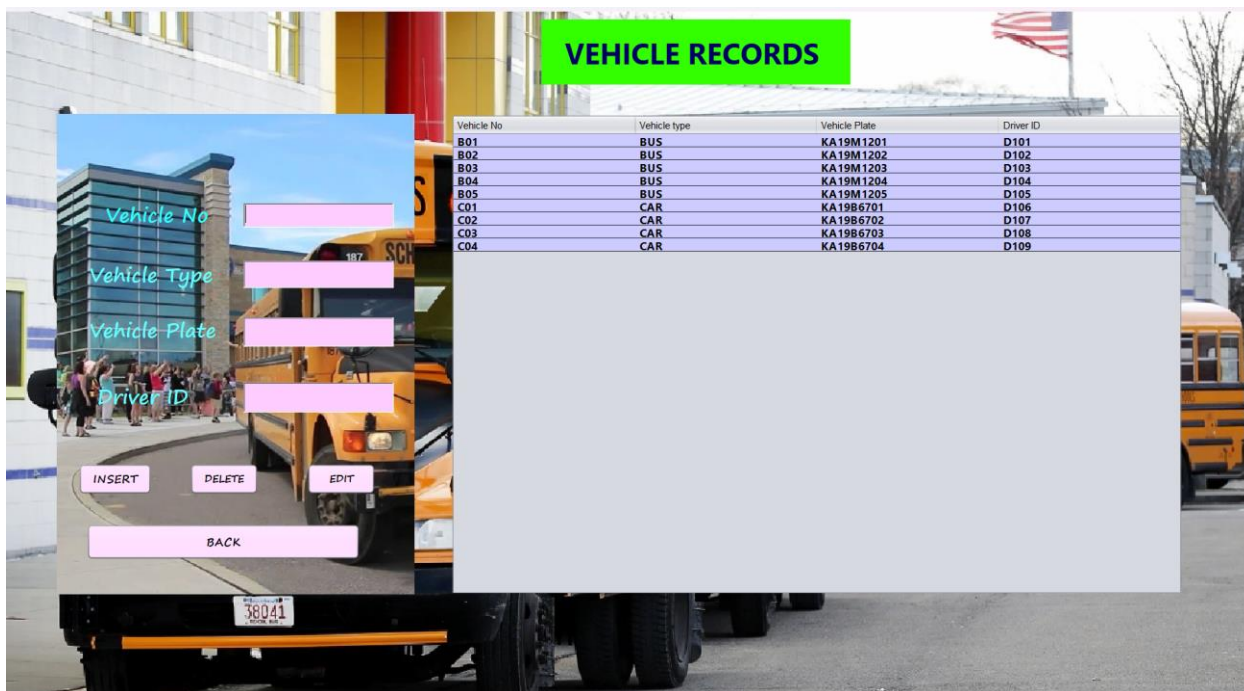 VEHICLE RECORDS
Vehicle No Vehicle type Vehicle Plate Driver ID
B01 BUS KA19M1201 D101
B02 BUS KA19M1202 D102
B03 BUS KA19M1203 D103
B04 BUS KA19M1204 D104
B05 BUS KA19M1205 D105
C01 CAR KA19B6701 D106
C02 CAR KA19B6702 D107
C03 CAR KA19B6703 D108
C04 CAR KA19B6704 D109
Vehicle No
Vehicle Type
Vehicle Plate
Driver ID
INSERT DELETE EDIT
BACK
187
SCH
38041